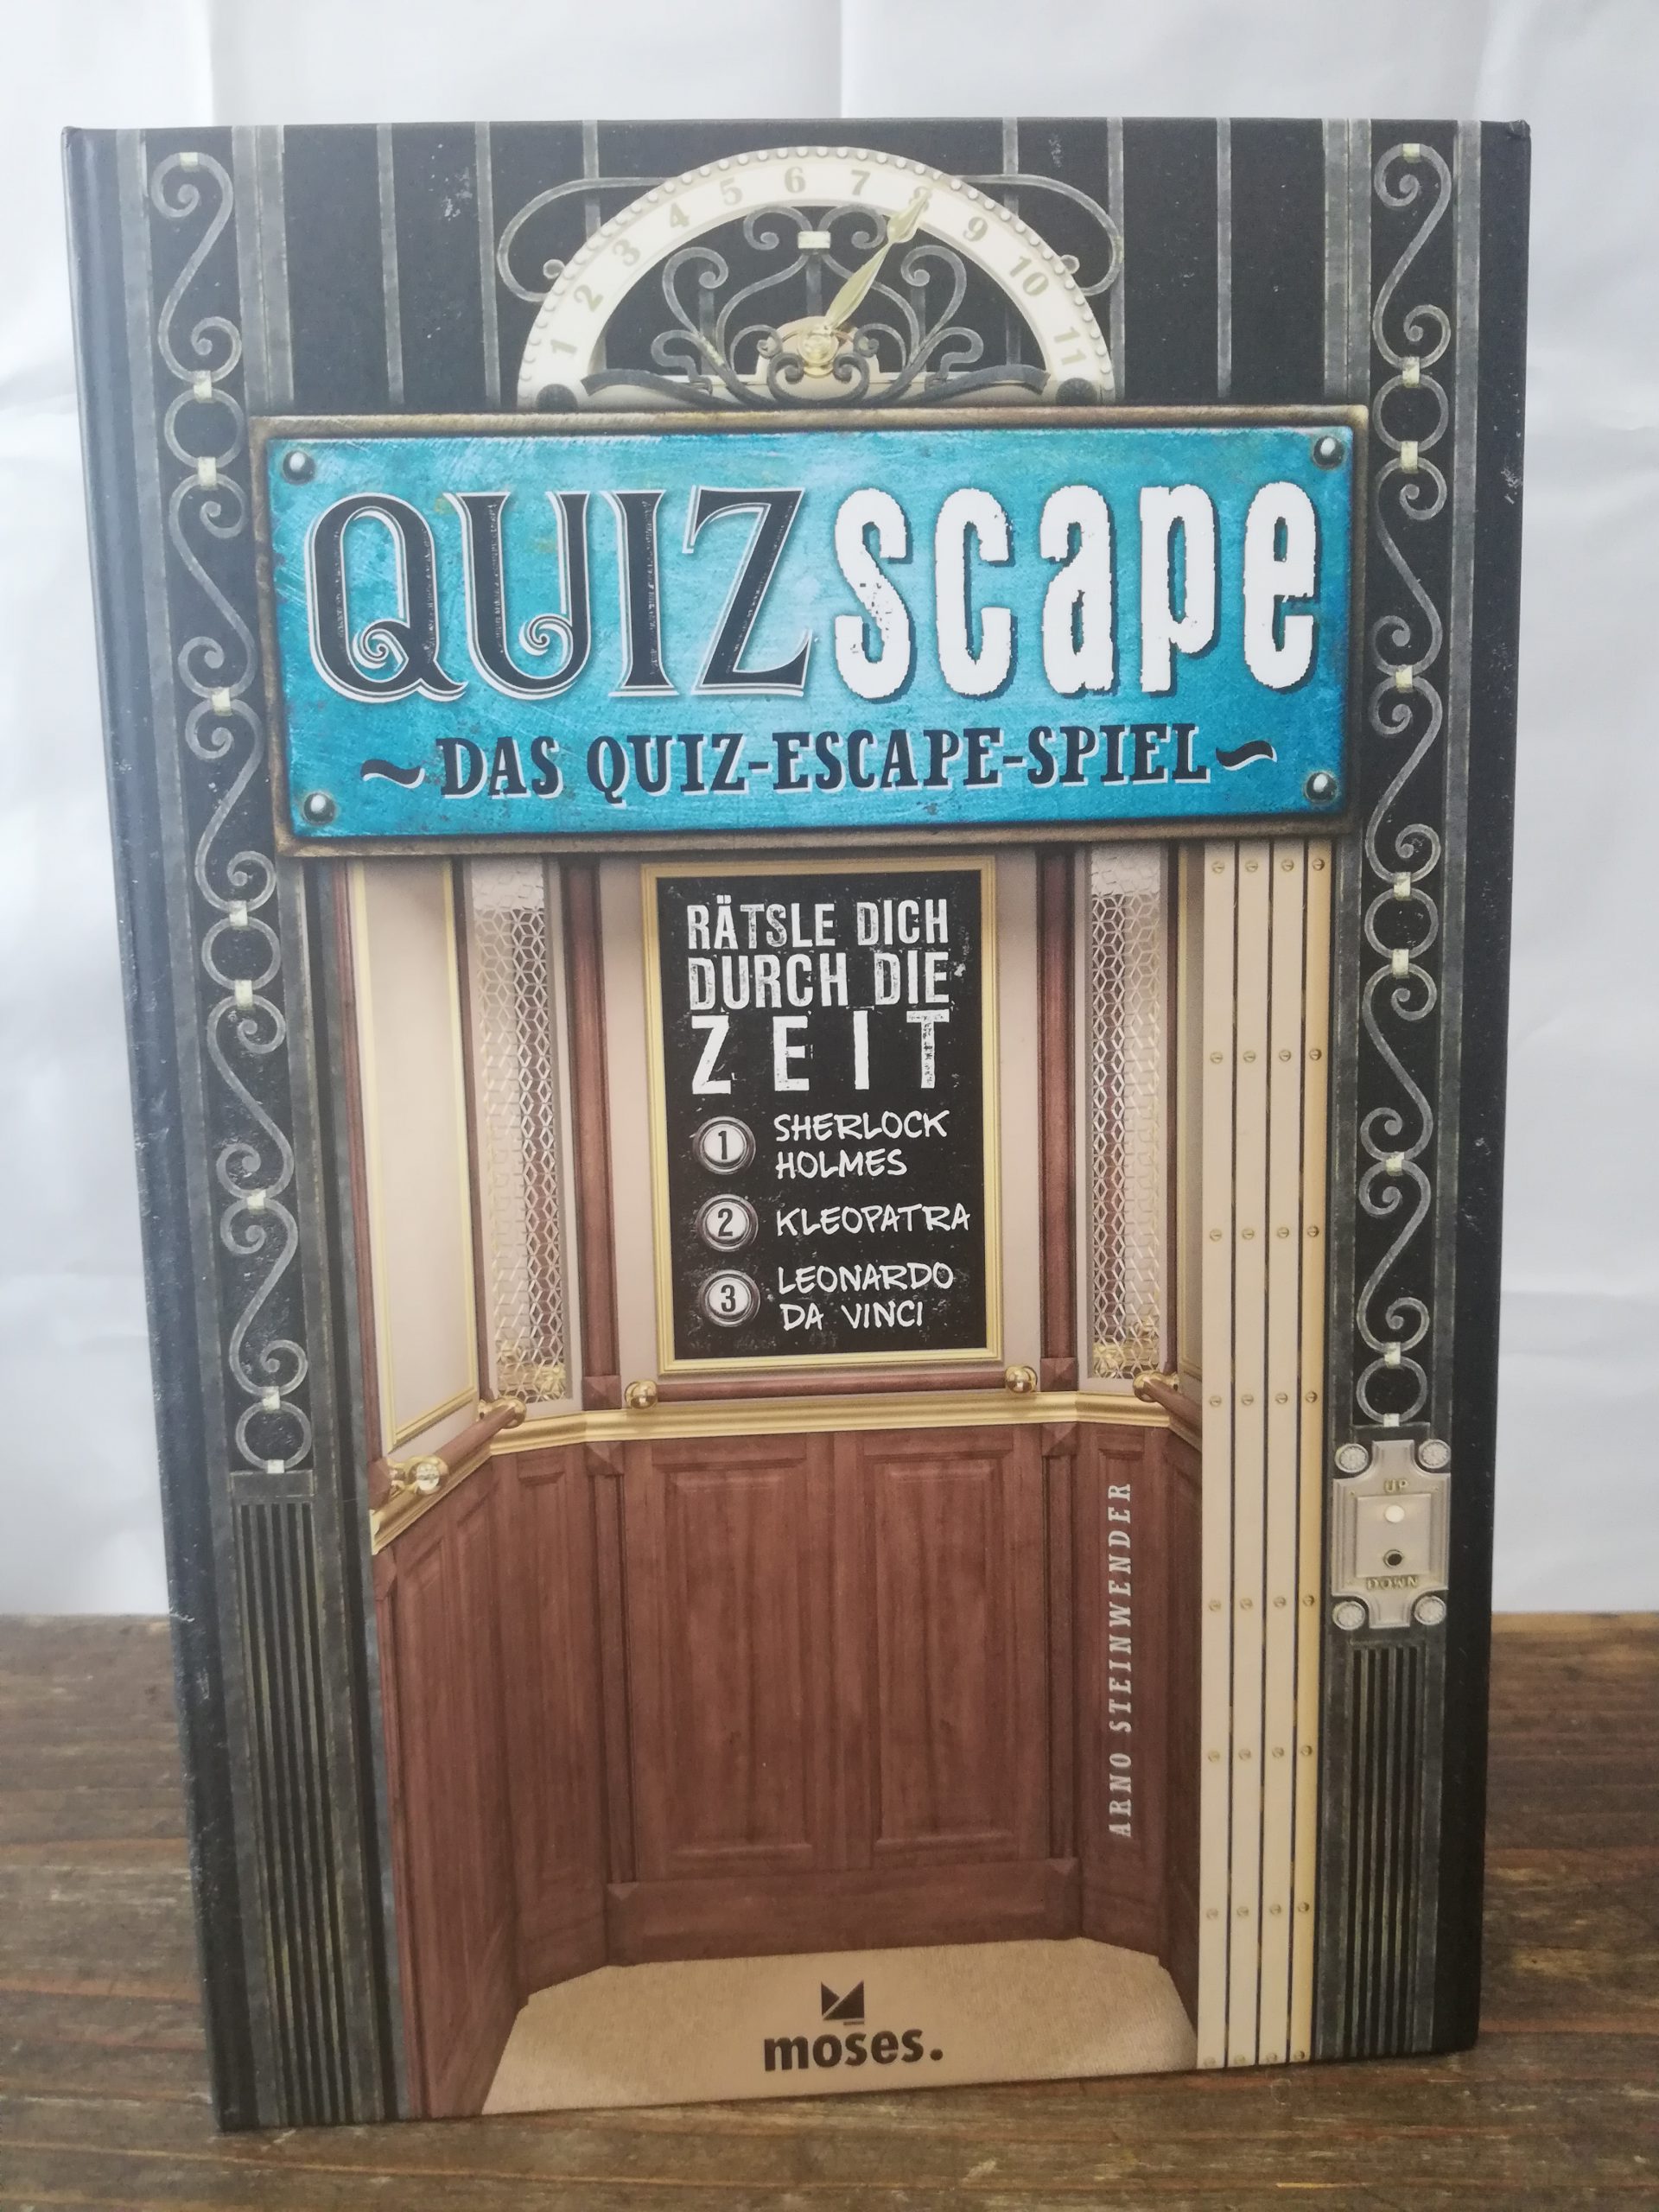 1 2 3 4 5 6 7 8 9 10 11
QUIZscape
~DAS QUIZ-ESCAPE-SPIEL~
RÄTSLE DICH
DURCH DIE
ZEIT
1 SHERLOCK
HOLMES
2 KLEOPATRA
3 LEONARDO
DA VINCI
UP
DOWN
ARNO STEINWENDER
moses.